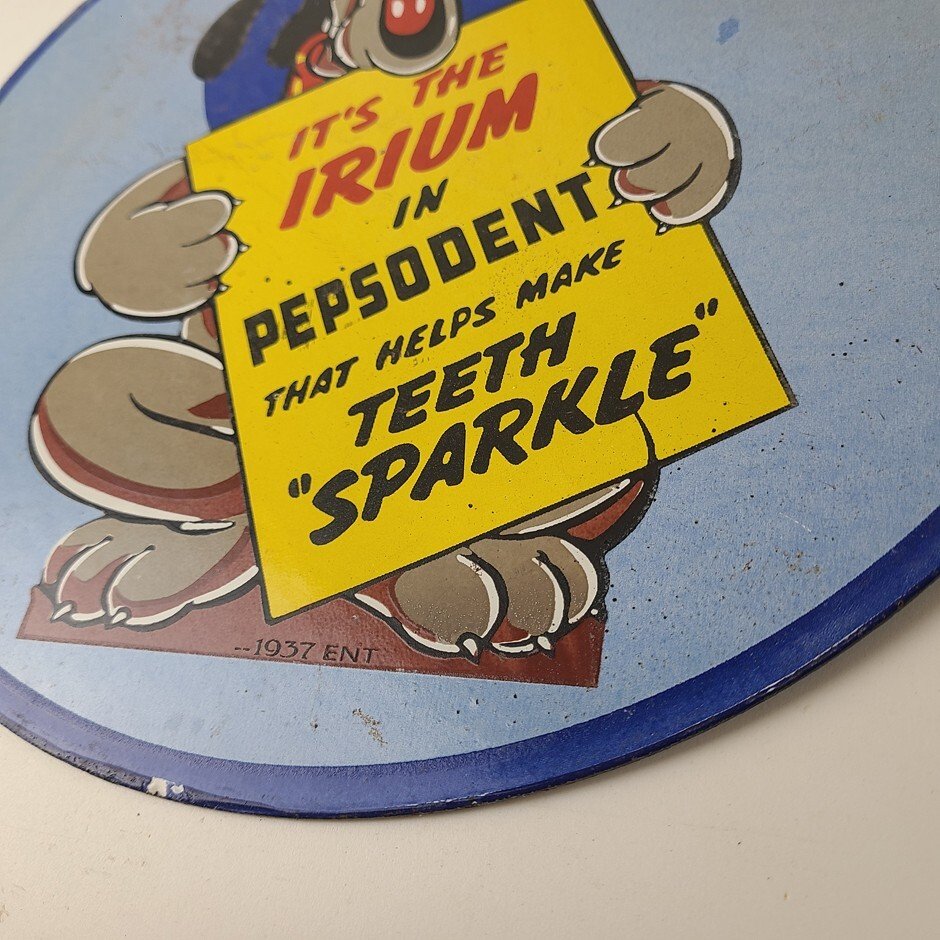 IT'S THE
IRIUM
IN
PEPSODENT
THAT HELPS MAKE
TEETH
"SPARKLE"
--1937 ENT